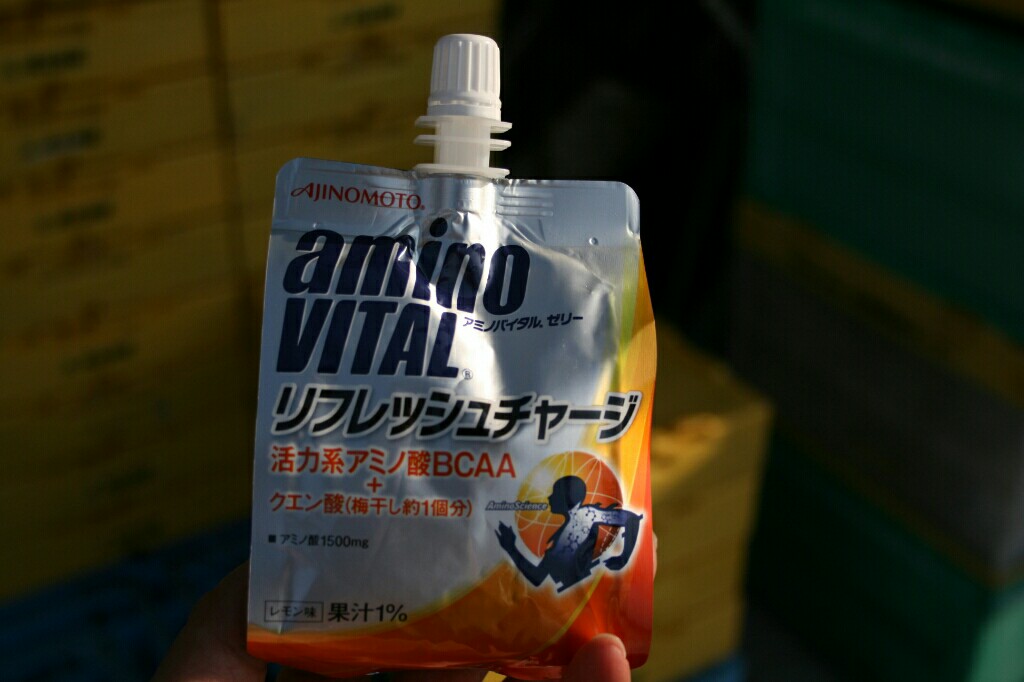 AJINOMOTO®
amino
VITAL®
アミノバイタル® ゼリー
リフレッシュチャージ
活力系アミノ酸BCAA
+
クエン酸(梅干し約1個分)
AminoScience
■ アミノ酸1500mg
レモン味 果汁1%